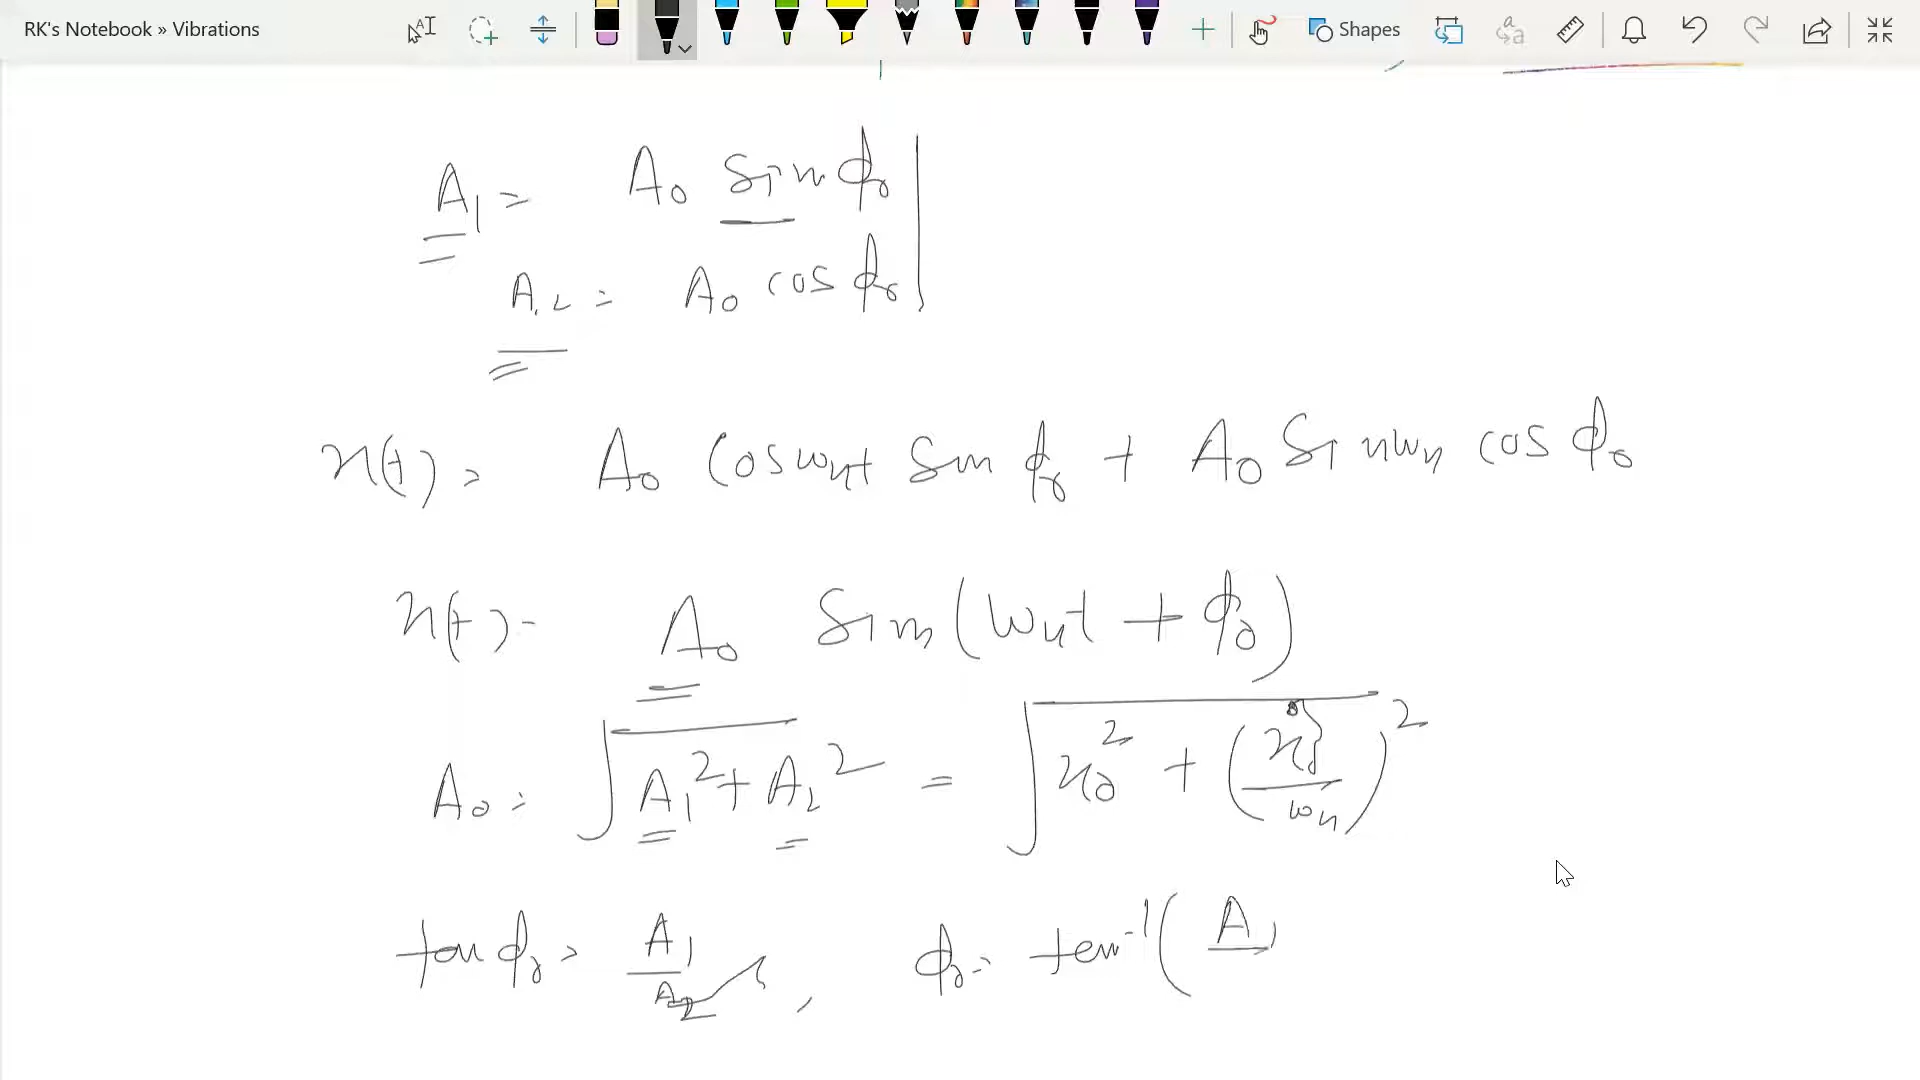 RK's Notebook » Vibrations
Shapes
A₁ = A₀ sin ϕ₀
A₂ = A₀ cos ϕ₀
x(t) = A₀ cos ωₙt sin ϕ₀ + A₀ sin ωₙ cos ϕ₀
x(t) = A₀ sin(ωₙt + ϕ₀)
A₀ = √(A₁² + A₂²) = √(x₀² + (ẋ₀/ωₙ)²)
tan ϕ₀ = A₁/A₂, ϕ₀ = tan⁻¹(A₁